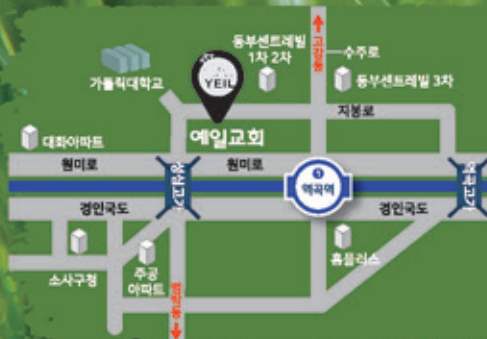 동부센트레빌
1차 2차
고강동
수주로
동부센트레빌 3차
가톨릭대학교
YEIL
지봉로
예일교회
대화아파트
원미로
성심고가
원미로
1
역곡역
역곡고가
경인국도
경인국도
소사구청
주공
아파트
홈플러스
범박동